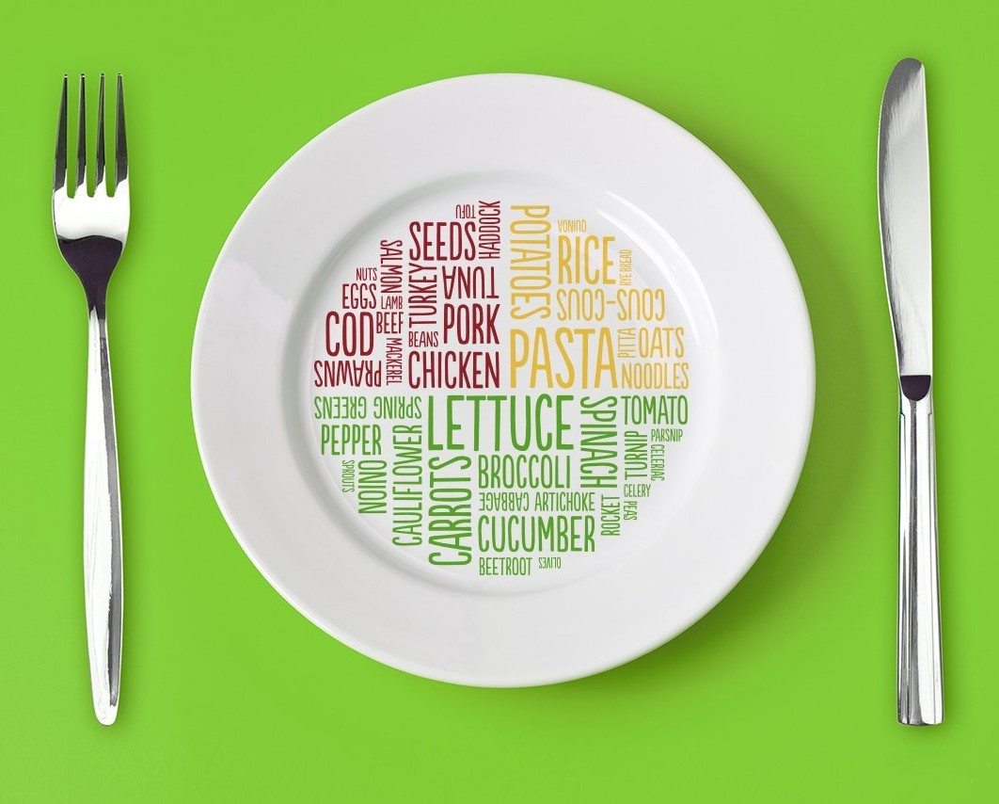 TOFU
HADDOCK
SEEDS
SALMON
TUNA
TURKEY
NUTS
EGGS
LAMB
COD
BEEF
PORK
BEANS
MACKEREL
PRAWNS
CHICKEN
POTATOES
QUINOA
RICE
RYE BREAD
COUS-COUS
PASTA
PITTA
OATS
NOODLES
SPRING GREENS
LETTUCE
SPINACH
TOMATO
PEPPER
CAULIFLOWER
TURNIP
PARSNIP
CELERIAC
SPROUTS
ONION
CARROTS
BROCCOLI
CABBAGE
ARTICHOKE
ROCKET
CELERY
PEAS
CUCUMBER
BEETROOT
OLIVES